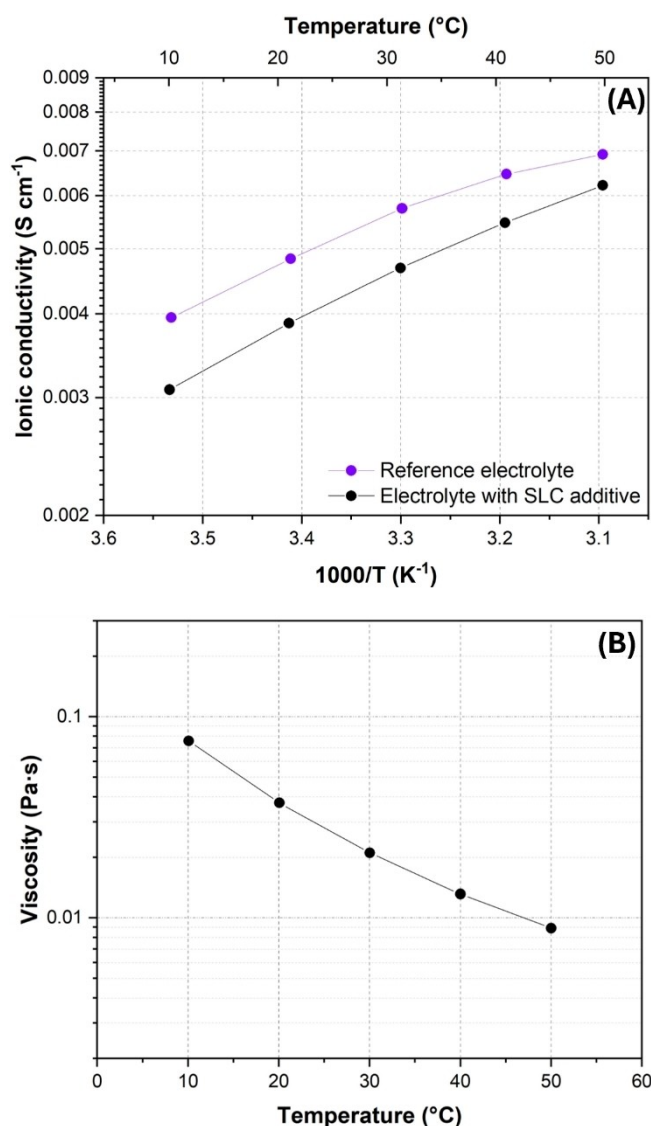 Temperature (°C)
10 20 30 40 50
(A)
0.009
0.008
0.007
0.006
0.005
0.004
0.003
0.002
Ionic conductivity (S cm⁻¹)
Reference electrolyte
Electrolyte with SLC additive
3.6 3.5 3.4 3.3 3.2 3.1
1000/T (K⁻¹)
(B)
0.1
0.01
Viscosity (Pa·s)
0 10 20 30 40 50 60
Temperature (°C)